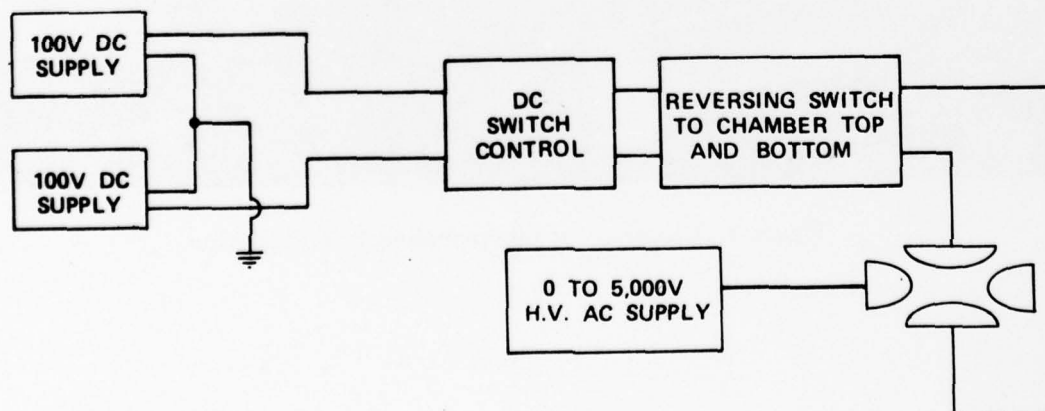 100V DC
SUPPLY
DC
SWITCH
CONTROL
REVERSING SWITCH
TO CHAMBER TOP
AND BOTTOM
100V DC
SUPPLY
0 TO 5,000V
H.V. AC SUPPLY